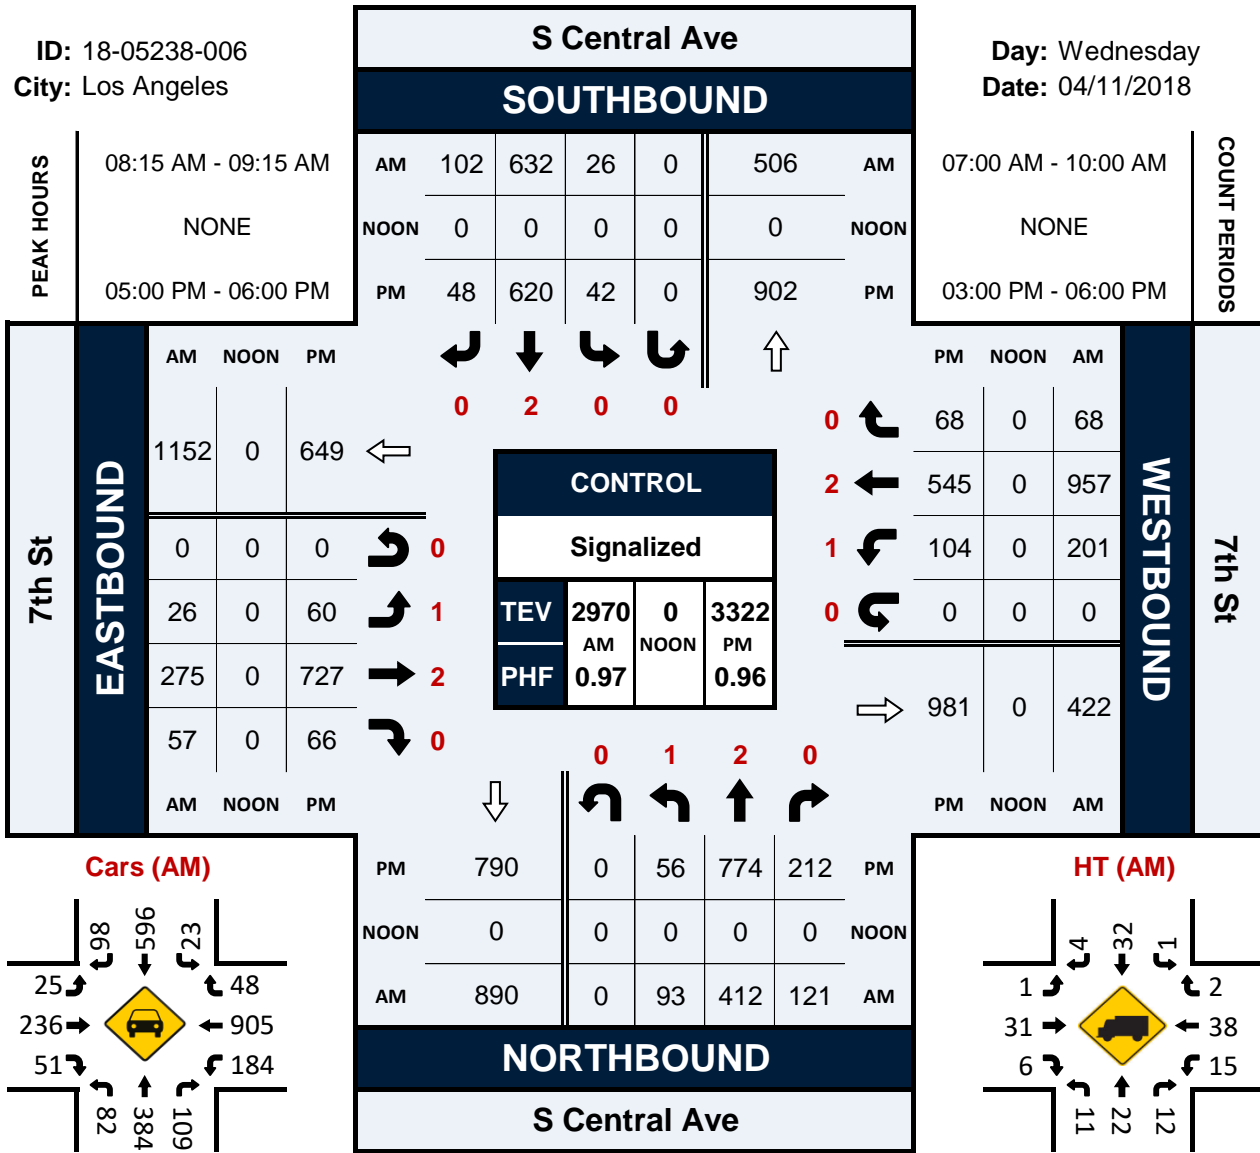 S Central Ave
ID: 18-05238-006
City: Los Angeles
Day: Wednesday
Date: 04/11/2018
SOUTHBOUND
PEAK HOURS
08:15 AM - 09:15 AM
NONE
05:00 PM - 06:00 PM
AM 102 632 26 0 506 AM
NOON 0 0 0 0 0 NOON
PM 48 620 42 0 902 PM
07:00 AM - 10:00 AM
NONE
03:00 PM - 06:00 PM
COUNT PERIODS
0 2 0 0
7th St
EASTBOUND
AM NOON PM
1152 0 649
0 0 0 0
26 0 60 1
275 0 727 2
57 0 66 0
AM NOON PM
CONTROL
Signalized
TEV 2970 0 3322
AM NOON PM
PHF 0.97 0.96
PM NOON AM
0 68 0 68
2 545 0 957
1 104 0 201
0 0 0 0
981 0 422
PM NOON AM
WESTBOUND
7th St
0 1 2 0
PM 790 0 56 774 212 PM
NOON 0 0 0 0 0 NOON
AM 890 0 93 412 121 AM
NORTHBOUND
S Central Ave
Cars (AM)
98 596 23
25 48
236 905
51 184
82 384 109
HT (AM)
4 32 1
1 2
31 38
6 15
11 22 12